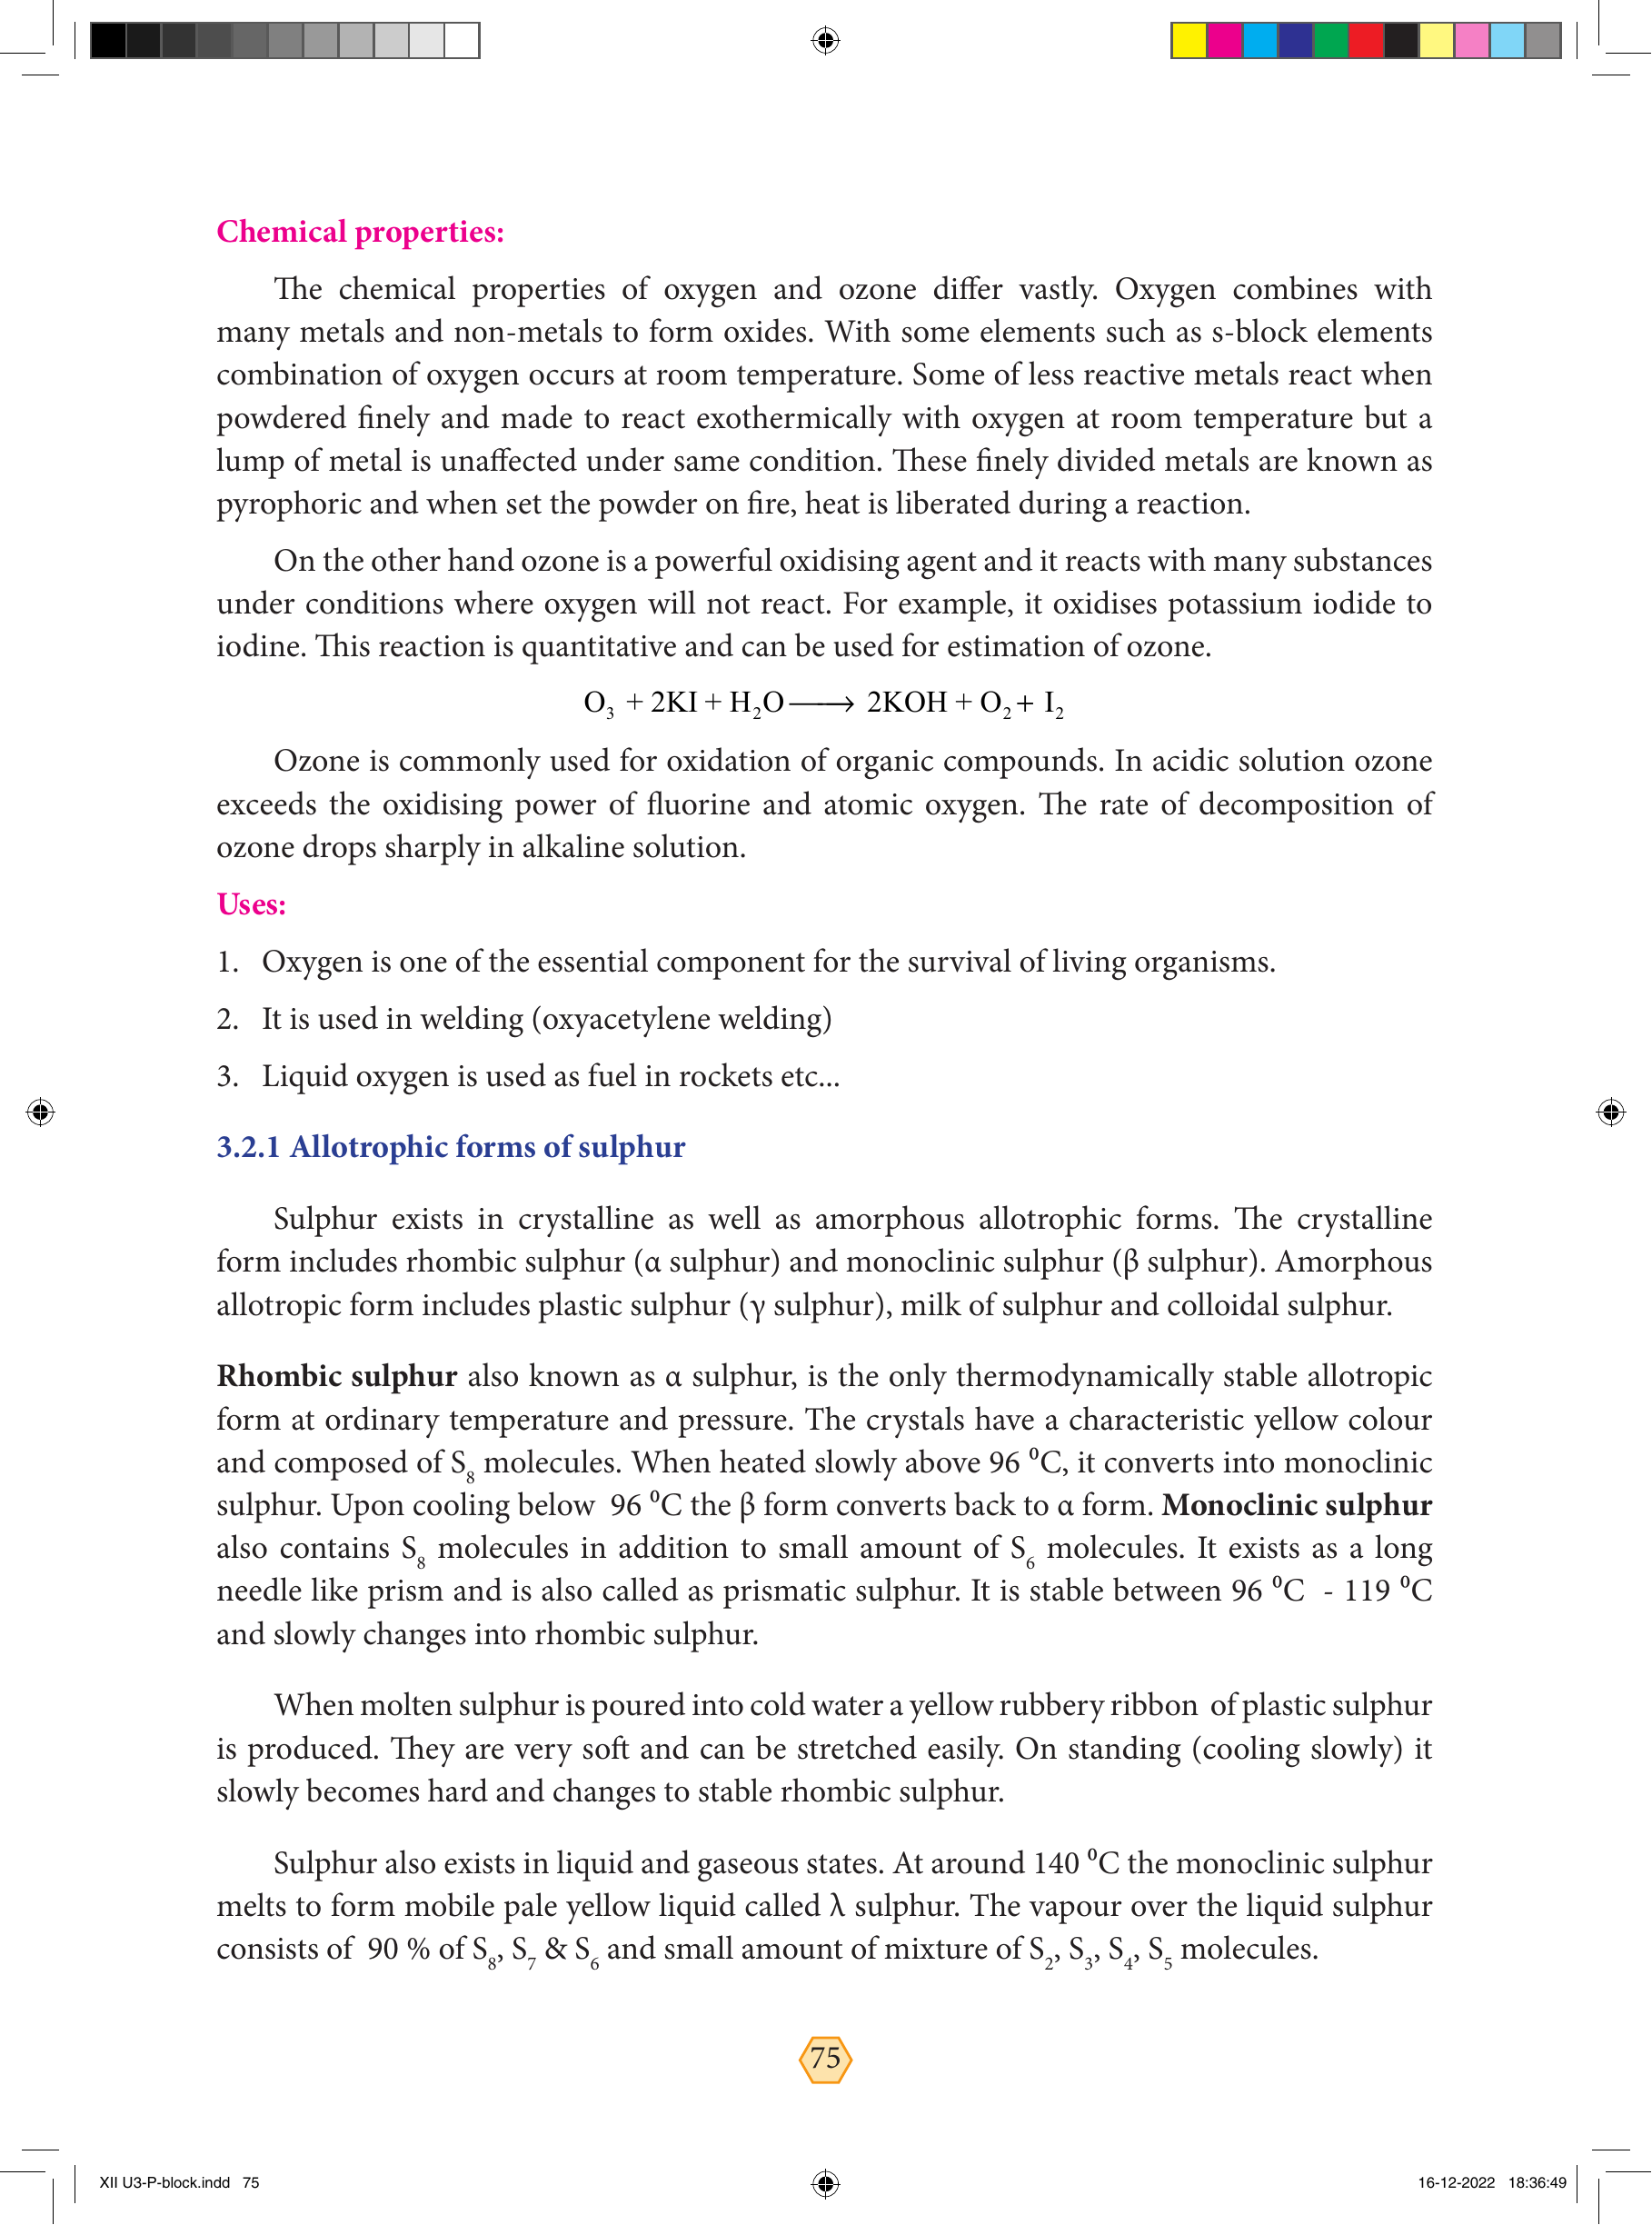 Chemical properties:
The chemical properties of oxygen and ozone differ vastly. Oxygen combines with
many metals and non-metals to form oxides. With some elements such as s-block elements
combination of oxygen occurs at room temperature. Some of less reactive metals react when
powdered finely and made to react exothermically with oxygen at room temperature but a
lump of metal is unaffected under same condition. These finely divided metals are known as
pyrophoric and when set the powder on fire, heat is liberated during a reaction.
On the other hand ozone is a powerful oxidising agent and it reacts with many substances
under conditions where oxygen will not react. For example, it oxidises potassium iodide to
iodine. This reaction is quantitative and can be used for estimation of ozone.
O₃ + 2KI + H₂O ⟶ 2KOH + O₂ + I₂
Ozone is commonly used for oxidation of organic compounds. In acidic solution ozone
exceeds the oxidising power of fluorine and atomic oxygen. The rate of decomposition of
ozone drops sharply in alkaline solution.
Uses:
1. Oxygen is one of the essential component for the survival of living organisms.
2. It is used in welding (oxyacetylene welding)
3. Liquid oxygen is used as fuel in rockets etc...
3.2.1 Allotrophic forms of sulphur
Sulphur exists in crystalline as well as amorphous allotrophic forms. The crystalline
form includes rhombic sulphur (α sulphur) and monoclinic sulphur (β sulphur). Amorphous
allotropic form includes plastic sulphur (γ sulphur), milk of sulphur and colloidal sulphur.
Rhombic sulphur also known as α sulphur, is the only thermodynamically stable allotropic
form at ordinary temperature and pressure. The crystals have a characteristic yellow colour
and composed of S₈ molecules. When heated slowly above 96 ⁰C, it converts into monoclinic
sulphur. Upon cooling below 96 ⁰C the β form converts back to α form. Monoclinic sulphur
also contains S₈ molecules in addition to small amount of S₆ molecules. It exists as a long
needle like prism and is also called as prismatic sulphur. It is stable between 96 ⁰C - 119 ⁰C
and slowly changes into rhombic sulphur.
When molten sulphur is poured into cold water a yellow rubbery ribbon of plastic sulphur
is produced. They are very soft and can be stretched easily. On standing (cooling slowly) it
slowly becomes hard and changes to stable rhombic sulphur.
Sulphur also exists in liquid and gaseous states. At around 140 ⁰C the monoclinic sulphur
melts to form mobile pale yellow liquid called λ sulphur. The vapour over the liquid sulphur
consists of 90 % of S₈, S₇ & S₆ and small amount of mixture of S₂, S₃, S₄, S₅ molecules.
75
XII U3-P-block.indd 75
16-12-2022 18:36:49